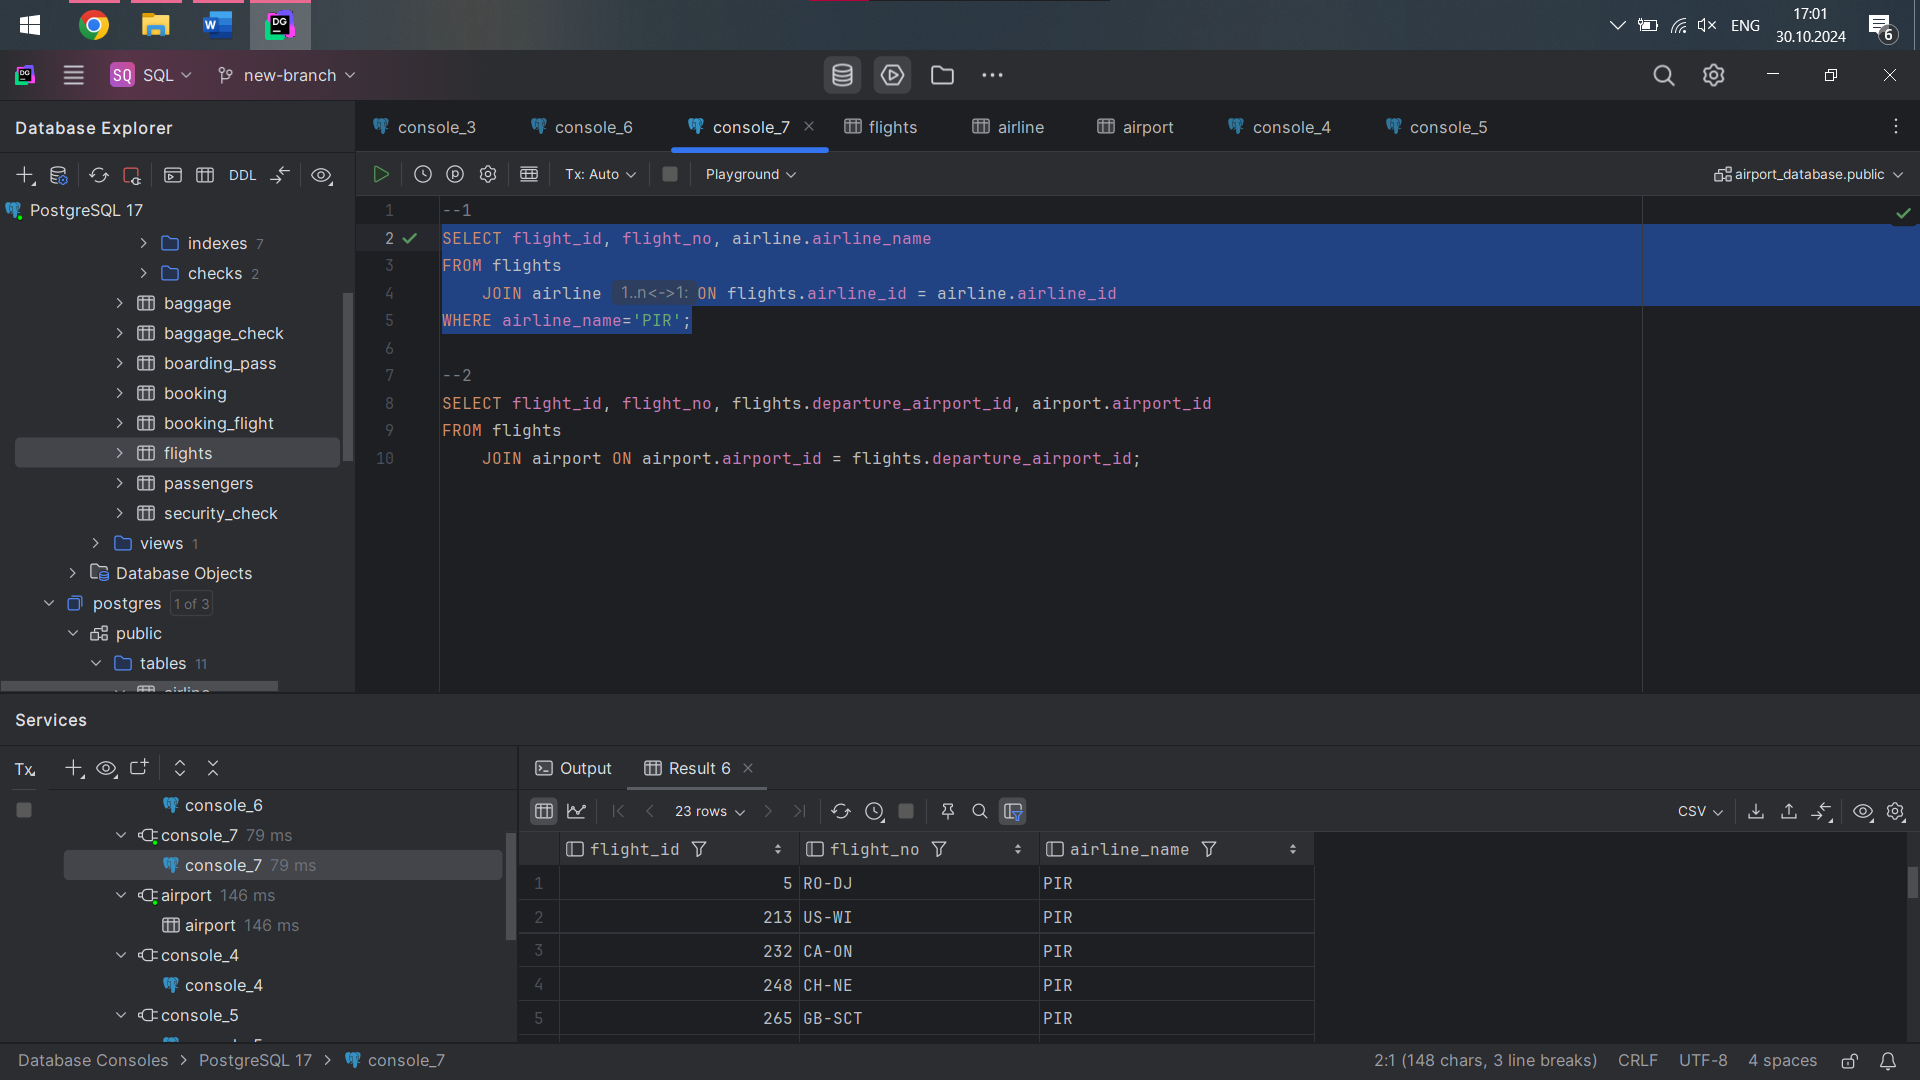 ENG
17:01
30.10.2024
6
SQ SQL
new-branch
Database Explorer
console_3
console_6
console_7
flights
airline
airport
console_4
console_5
DDL
Tx: Auto
Playground
airport_database.public
PostgreSQL 17
indexes 7
checks 2
baggage
baggage_check
boarding_pass
booking
booking_flight
flights
passengers
security_check
views 1
Database Objects
postgres 1 of 3
public
tables 11
airline
1 --1
2 SELECT flight_id, flight_no, airline.airline_name
3 FROM flights
4 JOIN airline 1..n<->1: ON flights.airline_id = airline.airline_id
5 WHERE airline_name='PIR';
6
7 --2
8 SELECT flight_id, flight_no, flights.departure_airport_id, airport.airport_id
9 FROM flights
10 JOIN airport ON airport.airport_id = flights.departure_airport_id;
Services
Tx
console_6
console_7 79 ms
console_7 79 ms
airport 146 ms
airport 146 ms
console_4
console_4
console_5
Output
Result 6
23 rows
CSV
flight_id flight_no airline_name
1 5 RO-DJ PIR
2 213 US-WI PIR
3 232 CA-ON PIR
4 248 CH-NE PIR
5 265 GB-SCT PIR
Database Consoles > PostgreSQL 17 > console_7
2:1 (148 chars, 3 line breaks) CRLF UTF-8 4 spaces